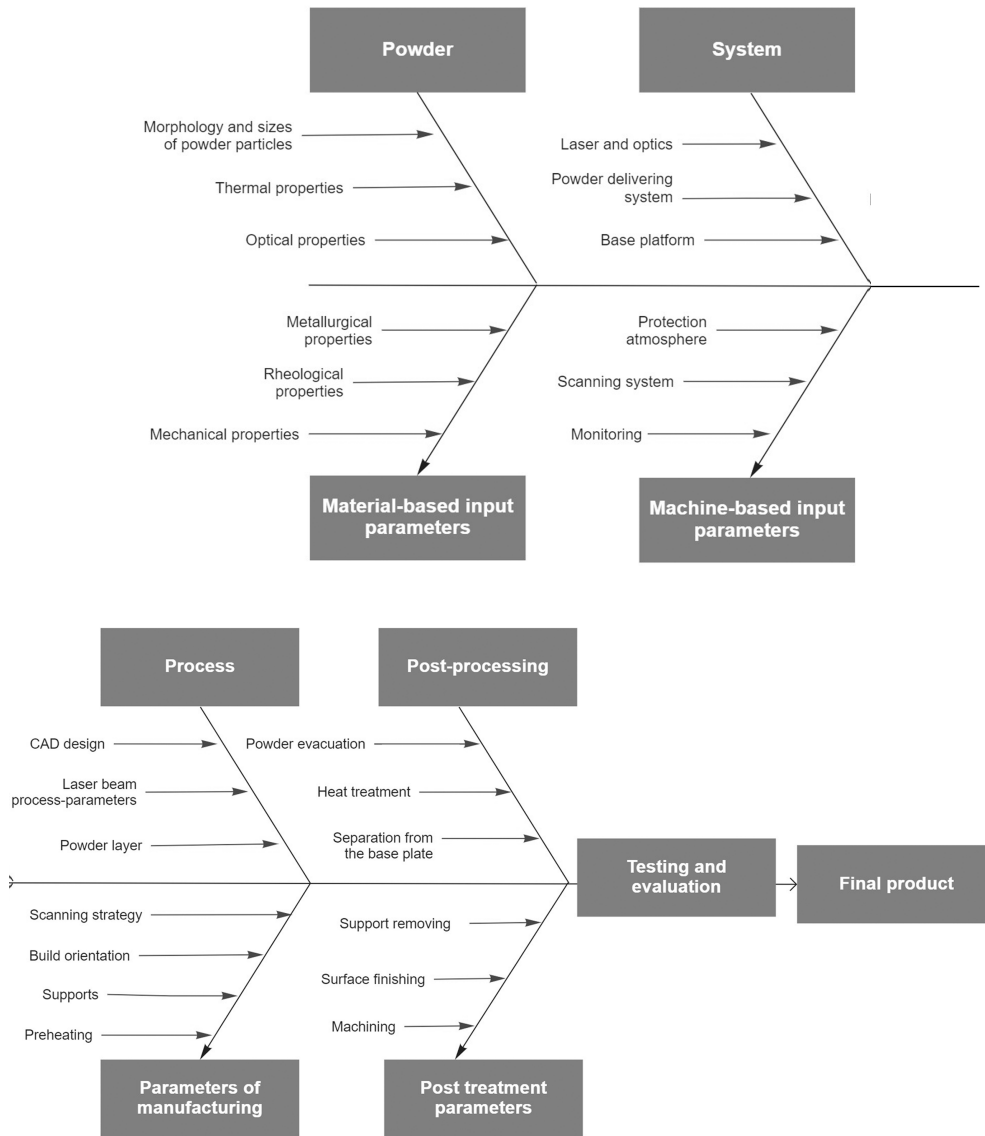 Powder
System
Morphology and sizes
of powder particles
Thermal properties
Optical properties
Laser and optics
Powder delivering
system
Base platform
Metallurgical
properties
Rheological
properties
Mechanical properties
Protection
atmosphere
Scanning system
Monitoring
Material-based input
parameters
Machine-based input
parameters
Process
Post-processing
CAD design
Laser beam
process-parameters
Powder layer
Powder evacuation
Heat treatment
Separation from
the base plate
Testing and
evaluation
Final product
Scanning strategy
Build orientation
Supports
Preheating
Support removing
Surface finishing
Machining
Parameters of
manufacturing
Post treatment
parameters